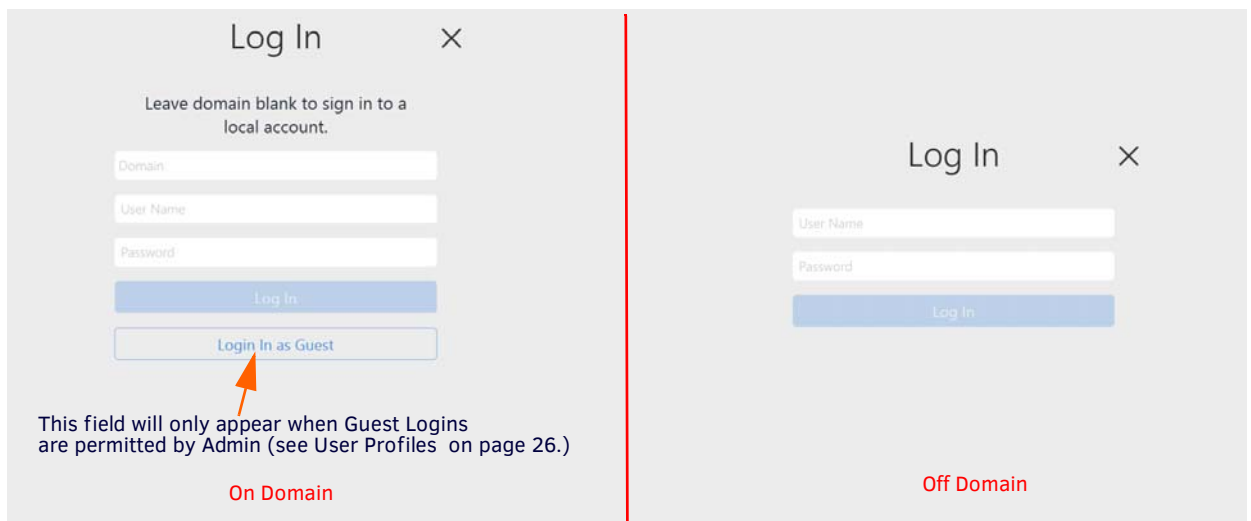 Log In
Leave domain blank to sign in to a
local account.
Domain
User Name
Password
Log In
Login In as Guest
This field will only appear when Guest Logins
are permitted by Admin (see User Profiles on page 26.)
On Domain
Log In
User Name
Password
Log In
Off Domain